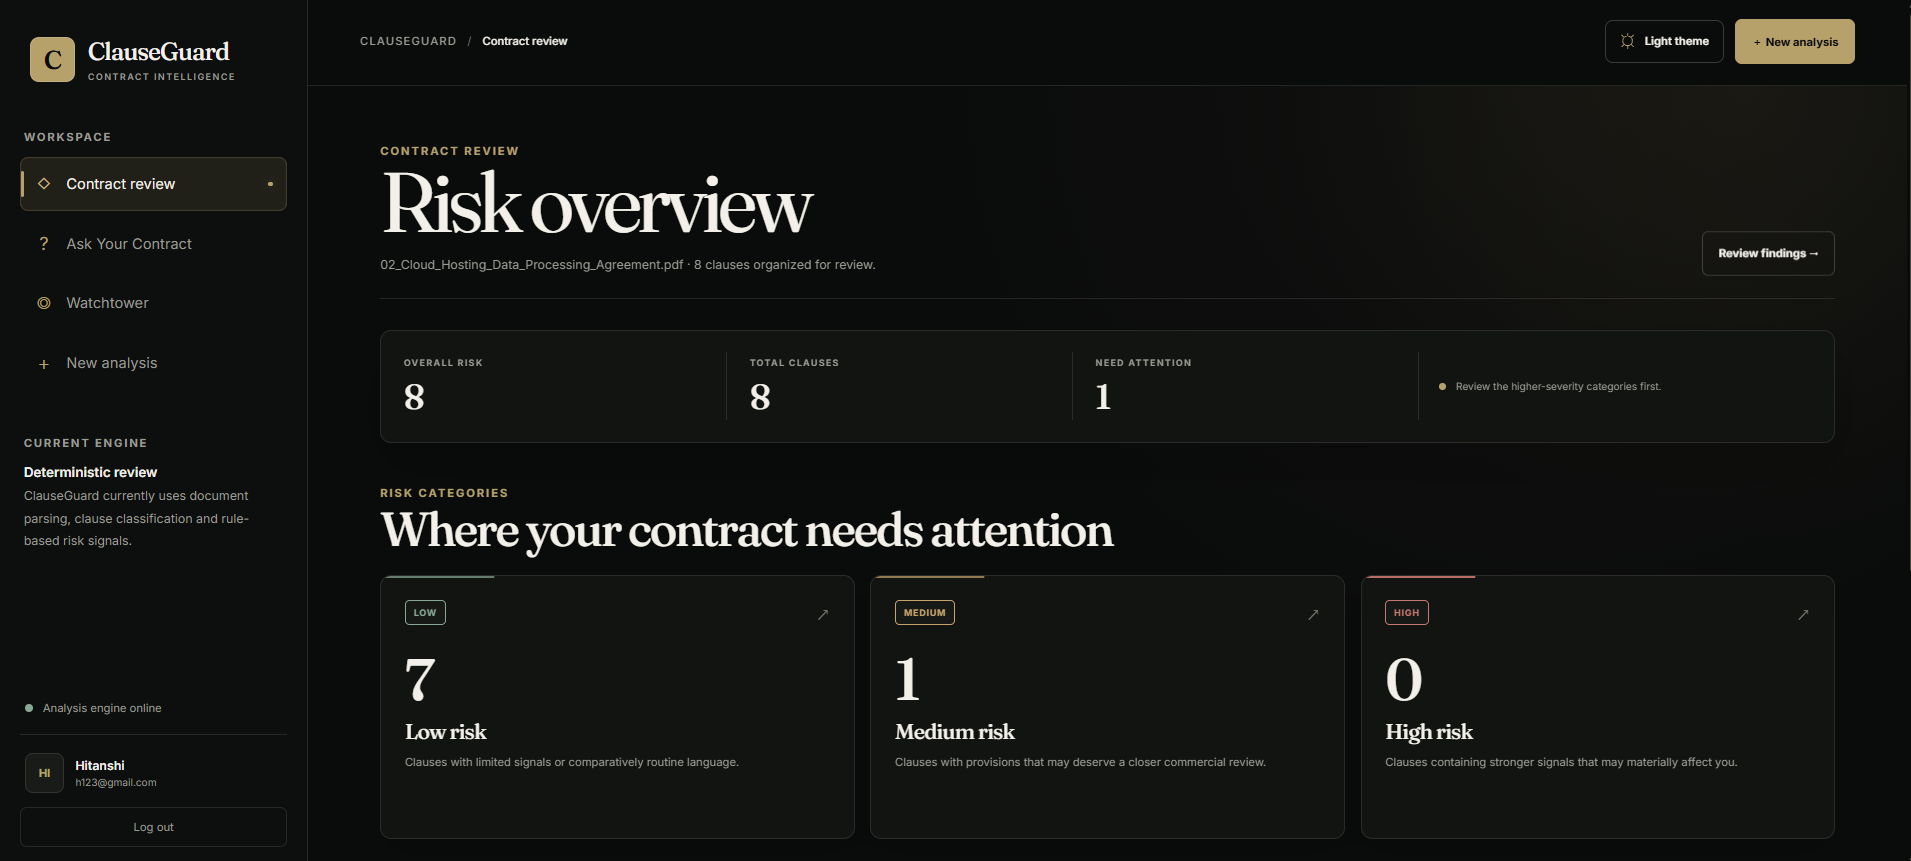 C
ClauseGuard
CONTRACT INTELLIGENCE
WORKSPACE
Contract review
? Ask Your Contract
Watchtower
+ New analysis
CURRENT ENGINE
Deterministic review
ClauseGuard currently uses document
parsing, clause classification and rule-
based risk signals.
Analysis engine online
HI
Hitanshi
h123@gmail.com
Log out
CLAUSEGUARD / Contract review
Light theme
+ New analysis
CONTRACT REVIEW
Risk overview
02_Cloud_Hosting_Data_Processing_Agreement.pdf · 8 clauses organized for review.
Review findings →
OVERALL RISK
8
TOTAL CLAUSES
8
NEED ATTENTION
1
Review the higher-severity categories first.
RISK CATEGORIES
Where your contract needs attention
LOW
↗
7
Low risk
Clauses with limited signals or comparatively routine language.
MEDIUM
↗
1
Medium risk
Clauses with provisions that may deserve a closer commercial review.
HIGH
↗
0
High risk
Clauses containing stronger signals that may materially affect you.